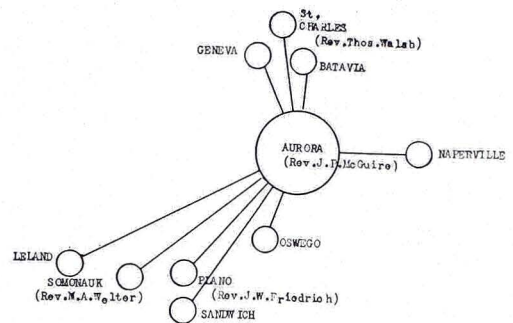 St,
CHARLES
(Rev.Thos.Walsh)
GENEVA
BATAVIA
AURORA
(Rev.J.P.McGuire)
NAPERVILLE
OSWEGO
LELAND
SOMONAUK
(Rev.M.A.Welter)
PLANO
(Rev.J.W.Friedrich)
SANDWICH